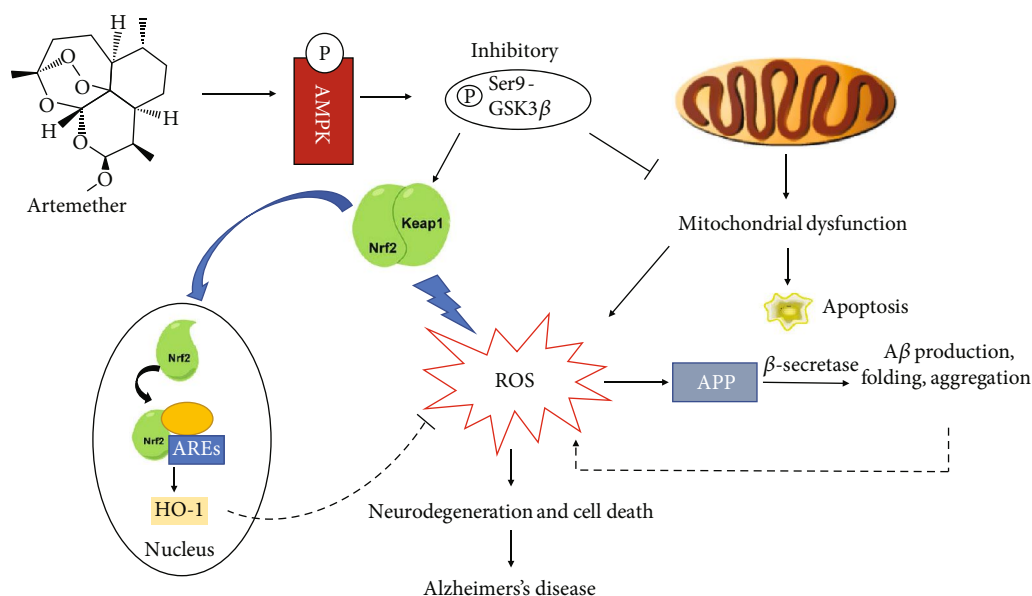 H
O
O
O
H
H
O
O
Artemether
P
AMPK
Inhibitory
P Ser9-
GSK3β
Keap1
Nrf2
Mitochondrial dysfunction
Apoptosis
Nrf2
Nrf2
AREs
HO-1
Nucleus
ROS
APP
β-secretase
Aβ production,
folding, aggregation
Neurodegeneration and cell death
Alzheimers's disease